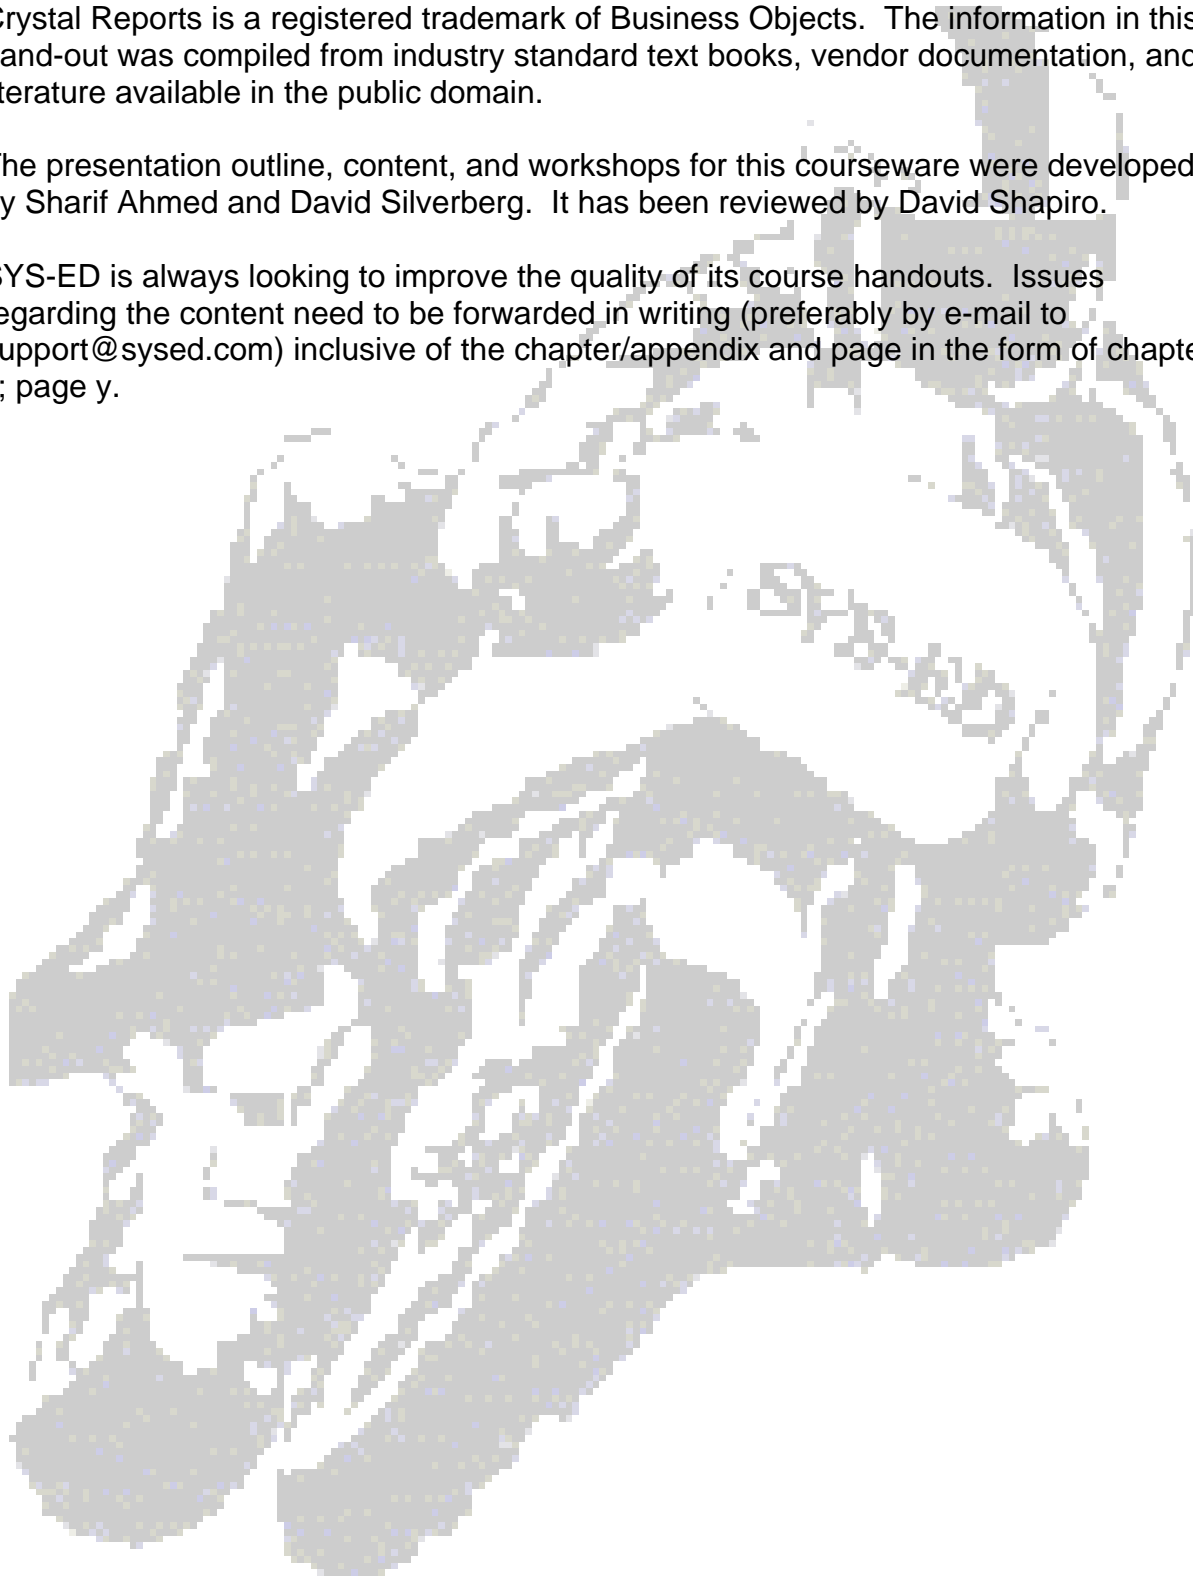 rystal Reports is a registered trademark of Business Objects. The information in this
and-out was compiled from industry standard text books, vendor documentation, and
terature available in the public domain.
he presentation outline, content, and workshops for this courseware were developed
y Sharif Ahmed and David Silverberg. It has been reviewed by David Shapiro.
SYS-ED is always looking to improve the quality of its course handouts. Issues
egarding the content need to be forwarded in writing (preferably by e-mail to
upport@sysed.com) inclusive of the chapter/appendix and page in the form of chapte
; page y.
SYS-ED